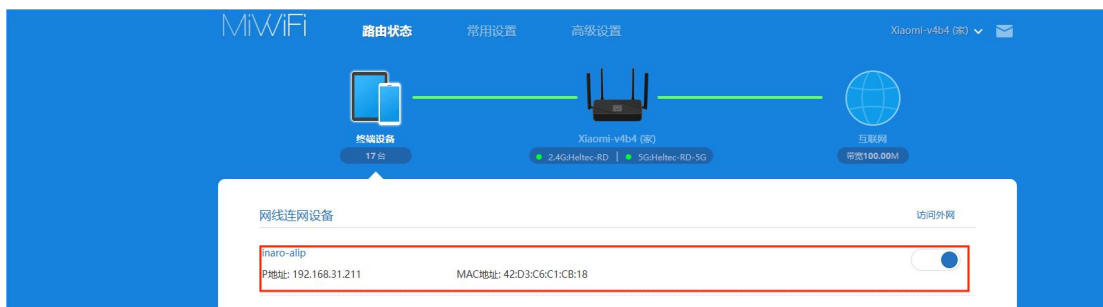 MiWiFi 路由状态 常用设置 高级设置 Xiaomi-v4b4 (家)
终端设备 Xiaomi-v4b4 (家) 互联网
17 台 2.4G:Heltec-RD | 5G:Heltec-RD-5G 带宽100.00M
网线连网设备 访问外网
inaro-alip
P地址: 192.168.31.211 MAC地址: 42:D3:C6:C1:CB:18